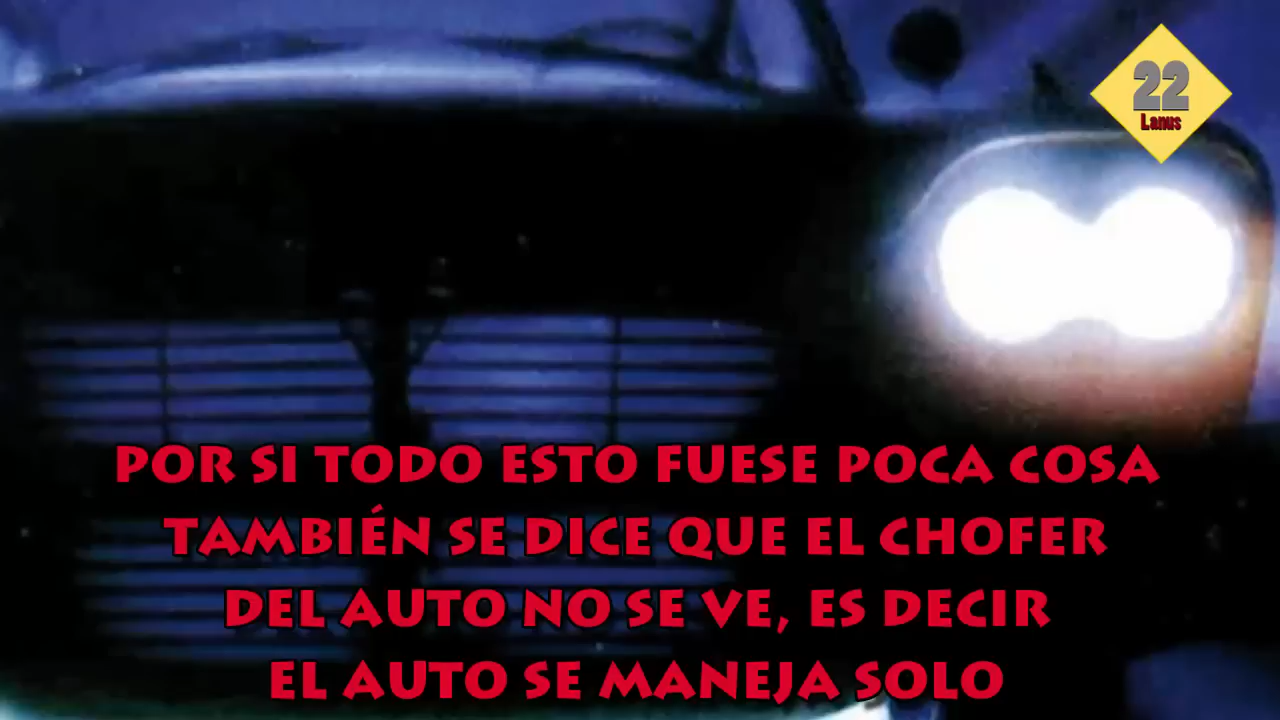 22
Lanus
POR SI TODO ESTO FUESE POCA COSA
TAMBIÉN SE DICE QUE EL CHOFER
DEL AUTO NO SE VE, ES DECIR
EL AUTO SE MANEJA SOLO